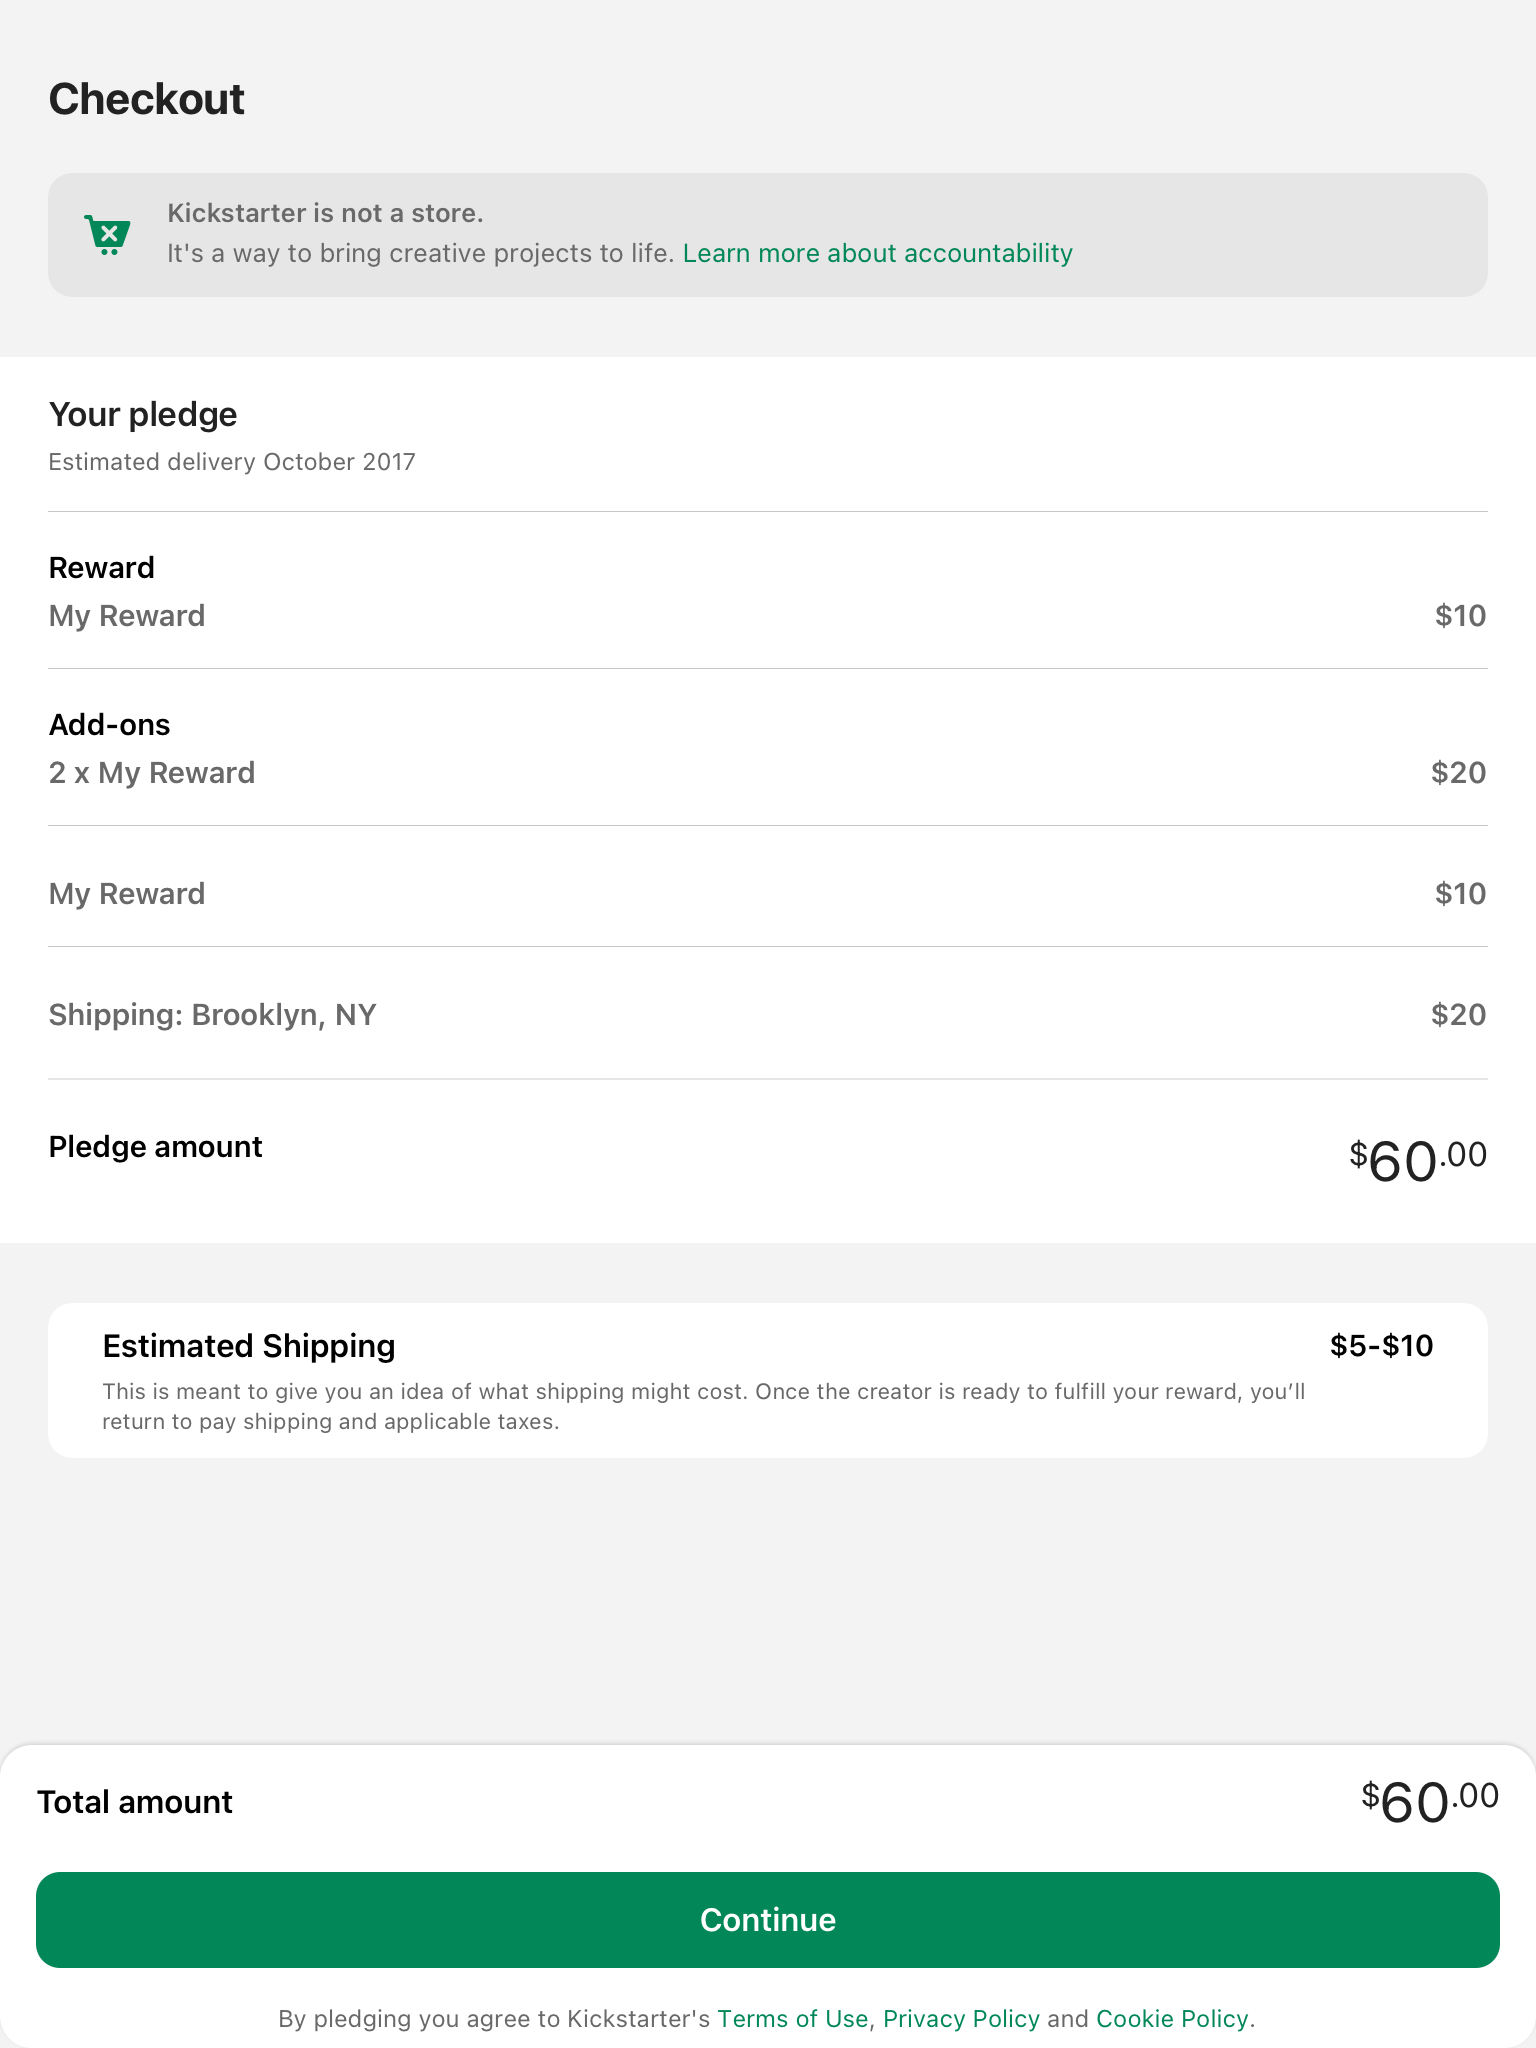 Checkout
Kickstarter is not a store.
It's a way to bring creative projects to life. Learn more about accountability
Your pledge
Estimated delivery October 2017
Reward
My Reward $10
Add-ons
2 x My Reward $20
My Reward $10
Shipping: Brooklyn, NY $20
Pledge amount $60.00
Estimated Shipping $5-$10
This is meant to give you an idea of what shipping might cost. Once the creator is ready to fulfill your reward, you’ll
return to pay shipping and applicable taxes.
Total amount $60.00
Continue
By pledging you agree to Kickstarter's Terms of Use, Privacy Policy and Cookie Policy.